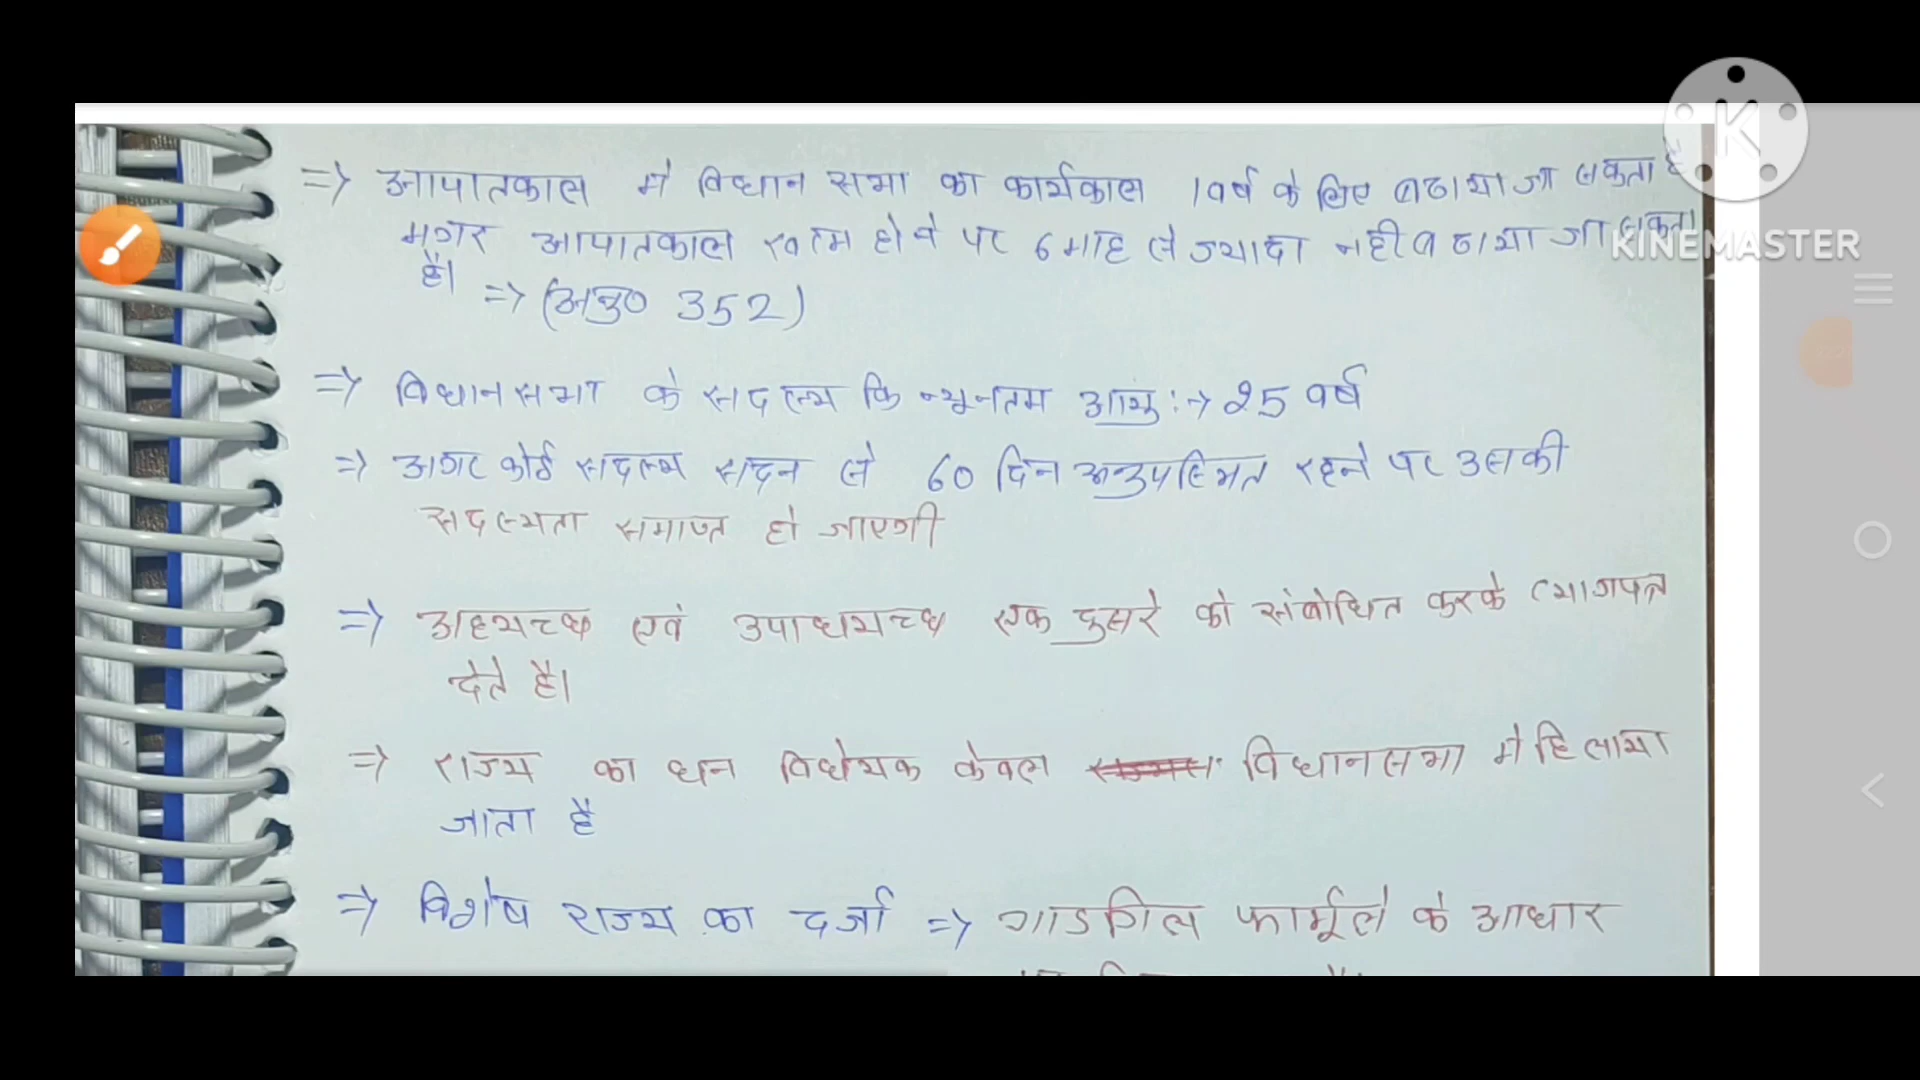 KINEMASTER
=> आपातकाल मे विधान सभा का कार्यकाल 1वर्ष के लिए बढाया जा सकता है
मगर आपातकाल खत्म होने पर 6 माह से ज्यादा नही बढाया जा सकता
है। => (अनु० 352)
=> विधानसभा के सदस्य कि न्यूनतम आयु :-> 25 वर्ष
=> अगर कोई सदस्य सदन से 60 दिन अनुपस्थित रहने पर उसकी
सदस्यता समाप्त हो जाएगी
=> अध्यच्छ एवं उपाध्यच्छ एक दुसरे को संबोधित करके त्यागपत्र
देते है।
=> राज्य का धन विधेयक केवल विधानसभा मे हि लाया
जाता है
=> विशेष राज्य का दर्जा => गाडगिल फार्मूले के आधार